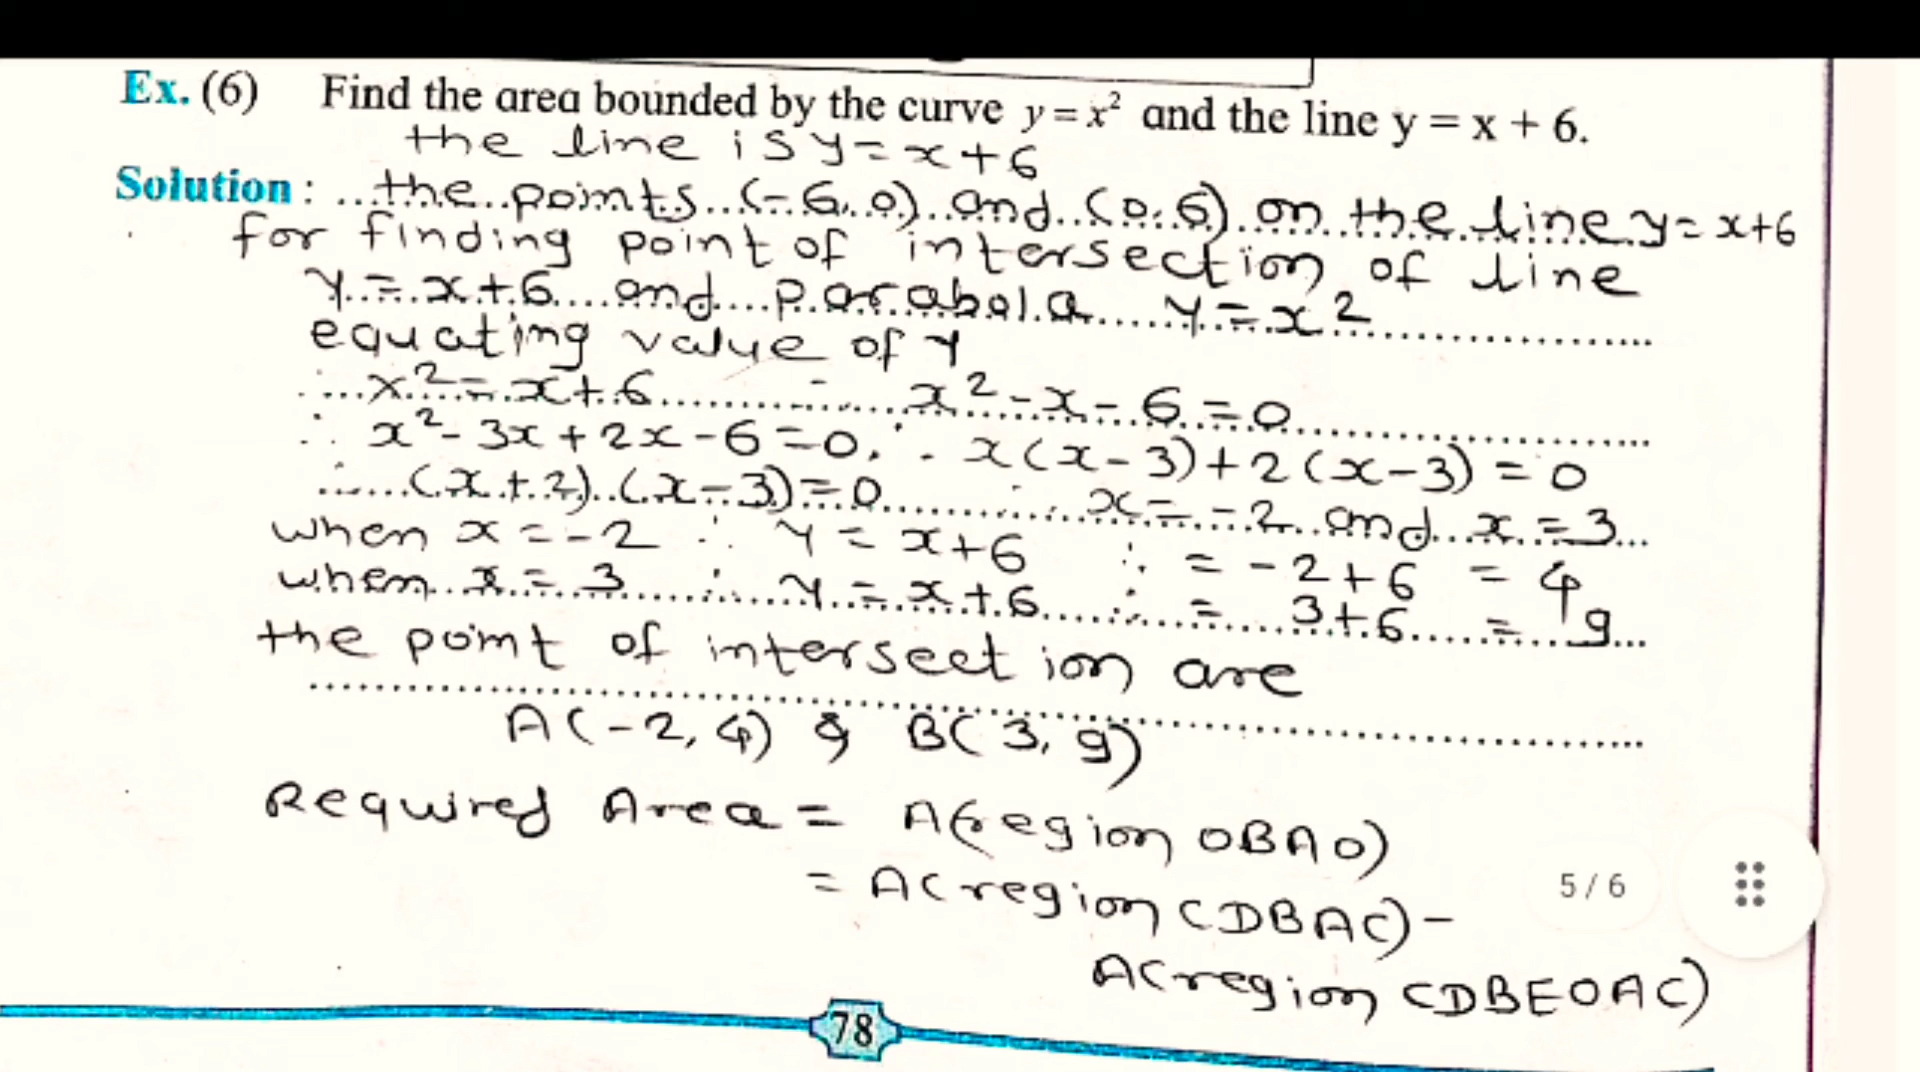 Ex. (6) Find the area bounded by the curve y = x² and the line y = x + 6.
the line is y = x+6
Solution : the points (-6, 0) and (0, 6) on the line y = x+6
for finding point of intersection of line
y = x+6 and parabola y = x²
equating value of y
x² = x+6 ∴ x² - x - 6 = 0
∴ x² - 3x + 2x - 6 = 0, ∴ x(x-3)+2(x-3) = 0
∴ (x+2)(x-3)=0 ∴ x = -2 and x = 3
when x = -2 ∴ y = x+6 ∴ = -2+6 = 4
when x = 3 ∴ y = x+6 ∴ = 3+6 = 9
the point of intersection are
A(-2, 4) & B(3, 9)
Required Area = A(region OBAO)
= A(region CDBAC) -
A(region CDBEOAC)
5 / 6
78